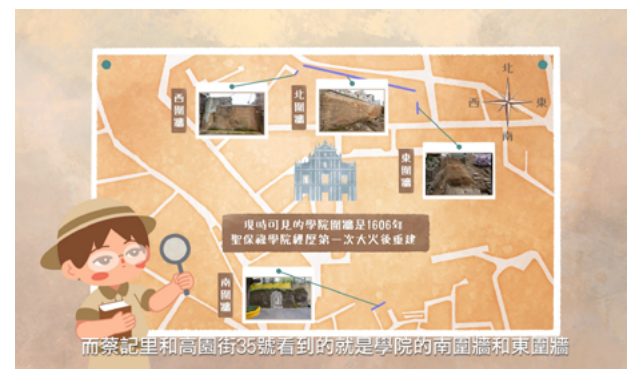 北
西
東
南
西圍牆
北圍牆
東圍牆
現時可見的學院圍牆是1606年
聖保祿學院經歷第一次大火後重建
南圍牆
而蔡記里和高園街35號看到的就是學院的南圍牆和東圍牆